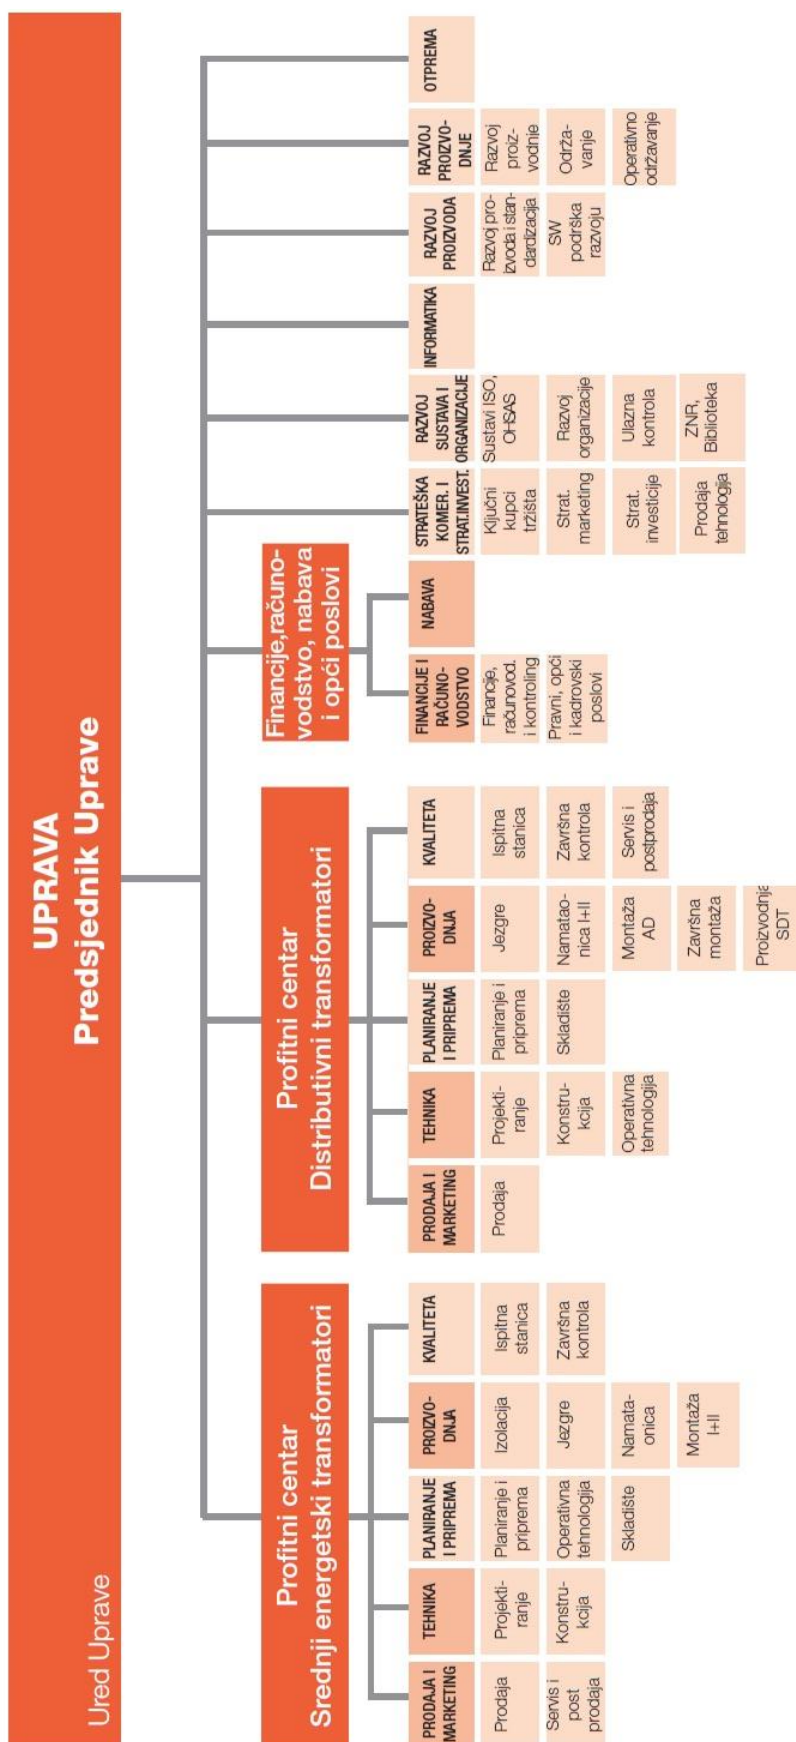 UPRAVA
Predsjednik Uprave
Ured Uprave
Profitni centar
Srednji energetski transformatori
PRODAJA I
MARKETING
Prodaja
Servis i
post
prodaja
TEHNIKA
Projekti-
ranje
Konstru-
kcija
PLANIRANJE
I PRIPREMA
Planiranje i
priprema
Operativna
tehnologija
Skladište
PROIZVO-
DNJA
Izolacija
Jezgre
Namata-
onica
Montaža
I+II
KVALITETA
Ispitna
stanica
Završna
kontrola
Profitni centar
Distributivni transformatori
PRODAJA I
MARKETING
Prodaja
TEHNIKA
Projekti-
ranje
Konstru-
kcija
Operativna
tehnologija
PLANIRANJE
I PRIPREMA
Planiranje i
priprema
Skladište
PROIZVO-
DNJA
Jezgre
Namatao-
nica I+II
Montaža
AD
Završna
montaža
Proizvodnja
SDT
KVALITETA
Ispitna
stanica
Završna
kontrola
Servis i
postprodaja
Financije,računo-
vodstvo, nabava
i opći poslovi
FINANCIJE I
RAČUNO-
VODSTVO
Financije,
računovod.
i kontroling
Pravni, opći
i kadrovski
poslovi
NABAVA
STRATEŠKA
KOMER. I
STRAT.INVEST.
Ključni
kupci
tržišta
Strat.
marketing
Strat.
investicije
Prodaja
tehnologja
RAZVOJ
SUSTAVA I
ORGANIZACIJE
Sustavi ISO,
OHSAS
Razvoj
organizacije
Ulazna
kontrola
ZNR,
Biblioteka
INFORMATIKA
RAZVOJ
PROIZVODA
Razvoj pro-
izvoda i stan-
dardizacija
SW
podrška
razvoju
RAZVOJ
PROIZVO-
DNJE
Razvoj
proiz-
vodnie
Održa-
vanje
Operativno
održavanje
OTPREMA